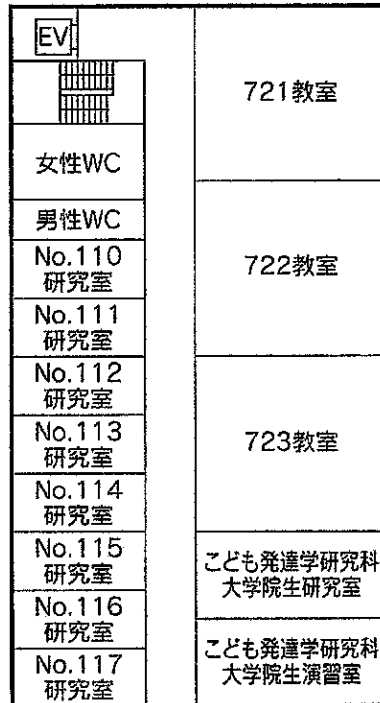 EV
721教室
女性WC
男性WC
722教室
No.110
研究室
No.111
研究室
No.112
研究室
No.113
研究室
723教室
No.114
研究室
No.115
研究室
こども発達学研究科
大学院生研究室
No.116
研究室
No.117
研究室
こども発達学研究科
大学院生演習室